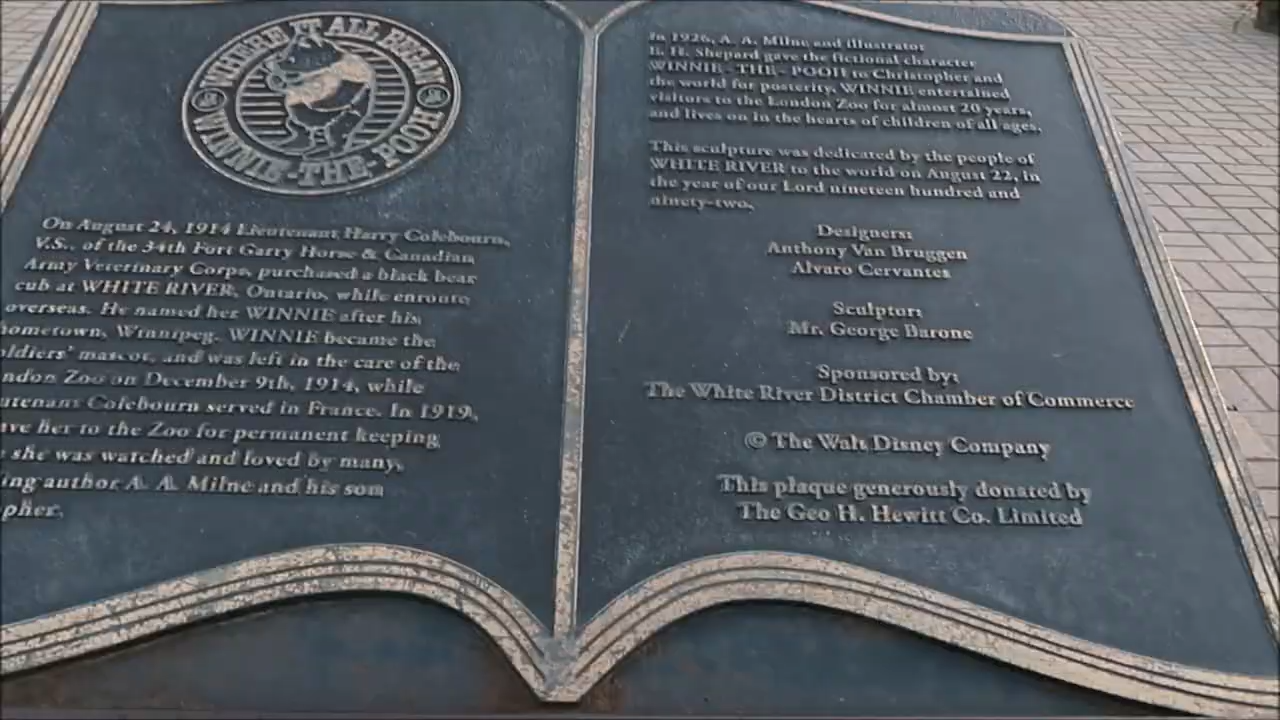 WHERE IT ALL BEGAN
WINNIE-THE-POOH
On August 24, 1914 Lieutenant Harry Colebourn,
V.S., of the 34th Fort Garry Horse & Canadian
Army Veterinary Corps, purchased a black bear
cub at WHITE RIVER, Ontario, while enroute
overseas. He named her WINNIE after his
hometown, Winnipeg. WINNIE became the
oldiers' mascot, and was left in the care of the
ndon Zoo on December 9th, 1914, while
utenant Colebourn served in France. In 1919,
ave her to the Zoo for permanent keeping
she was watched and loved by many,
ing author A. A. Milne and his son
pher.
In 1926, A. A. Milne and illustrator
E. H. Shepard gave the fictional character
WINNIE-THE-POOH to Christopher and
the world for posterity. WINNIE entertained
visitors to the London Zoo for almost 20 years,
and lives on in the hearts of children of all ages.
This sculpture was dedicated by the people of
WHITE RIVER to the world on August 22, in
the year of our Lord nineteen hundred and
ninety-two.
Designers:
Anthony Van Bruggen
Alvaro Cervantes
Sculptor:
Mr. George Barone
Sponsored by:
The White River District Chamber of Commerce
© The Walt Disney Company
This plaque generously donated by
The Geo H. Hewitt Co. Limited